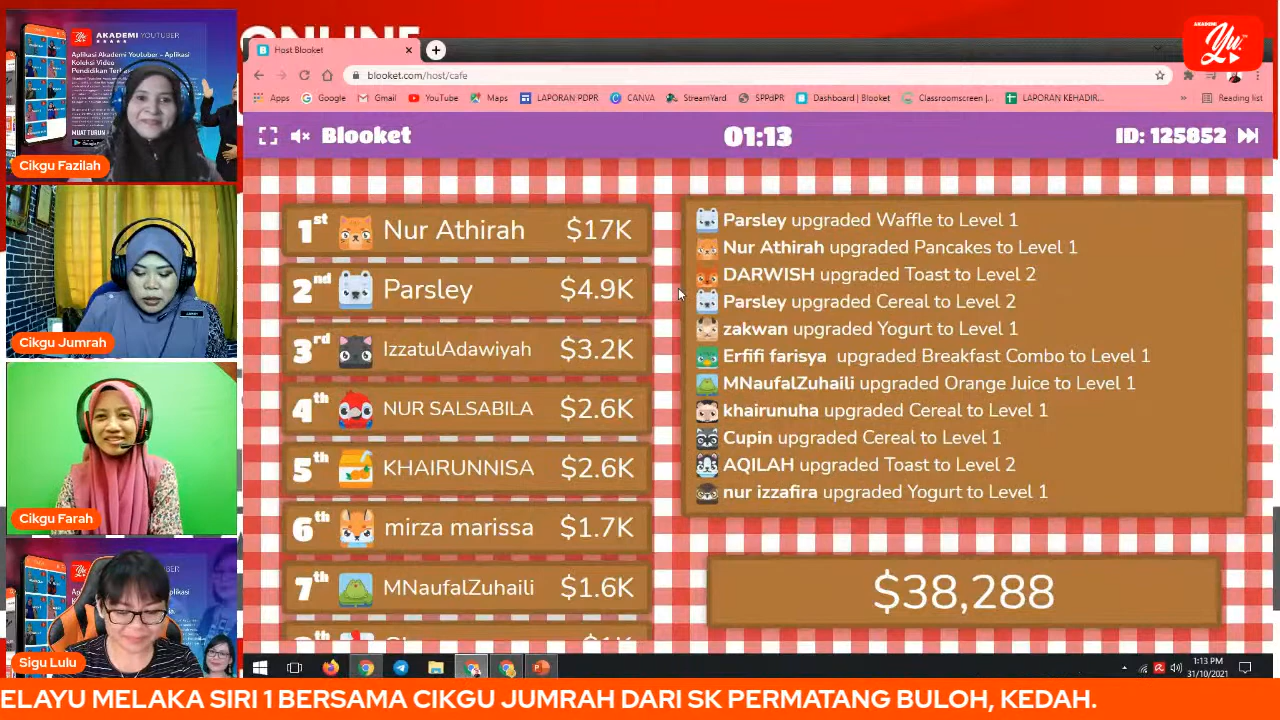 ONLINE
AKADEMI YOUTUBER
Aplikasi Akademi Youtuber - Aplikasi
Koleksi Video
Cikgu Fazilah
Cikgu Jumrah
Cikgu Farah
Sigu Lulu
AKADEMI
Yu
Host Blooket
blooket.com/host/cafe
Apps Google Gmail YouTube Maps LAPORAN PDPR CANVA StreamYard SPPdPR Dashboard | Blooket Classroomscreen |... LAPORAN KEHADIR... » Reading list
Blooket 01:13 ID: 125852
1st Nur Athirah $17K
2nd Parsley $4.9K
3rd IzzatulAdawiyah $3.2K
4th NUR SALSABILA $2.6K
5th KHAIRUNNISA $2.6K
6th mirza marissa $1.7K
7th MNaufalZuhaili $1.6K
Parsley upgraded Waffle to Level 1
Nur Athirah upgraded Pancakes to Level 1
DARWISH upgraded Toast to Level 2
Parsley upgraded Cereal to Level 2
zakwan upgraded Yogurt to Level 1
Erfifi farisya upgraded Breakfast Combo to Level 1
MNaufalZuhaili upgraded Orange Juice to Level 1
khairunuha upgraded Cereal to Level 1
Cupin upgraded Cereal to Level 1
AQILAH upgraded Toast to Level 2
nur izzafira upgraded Yogurt to Level 1
$38,288
1:13 PM
31/10/2021
ELAYU MELAKA SIRI 1 BERSAMA CIKGU JUMRAH DARI SK PERMATANG BULOH, KEDAH.